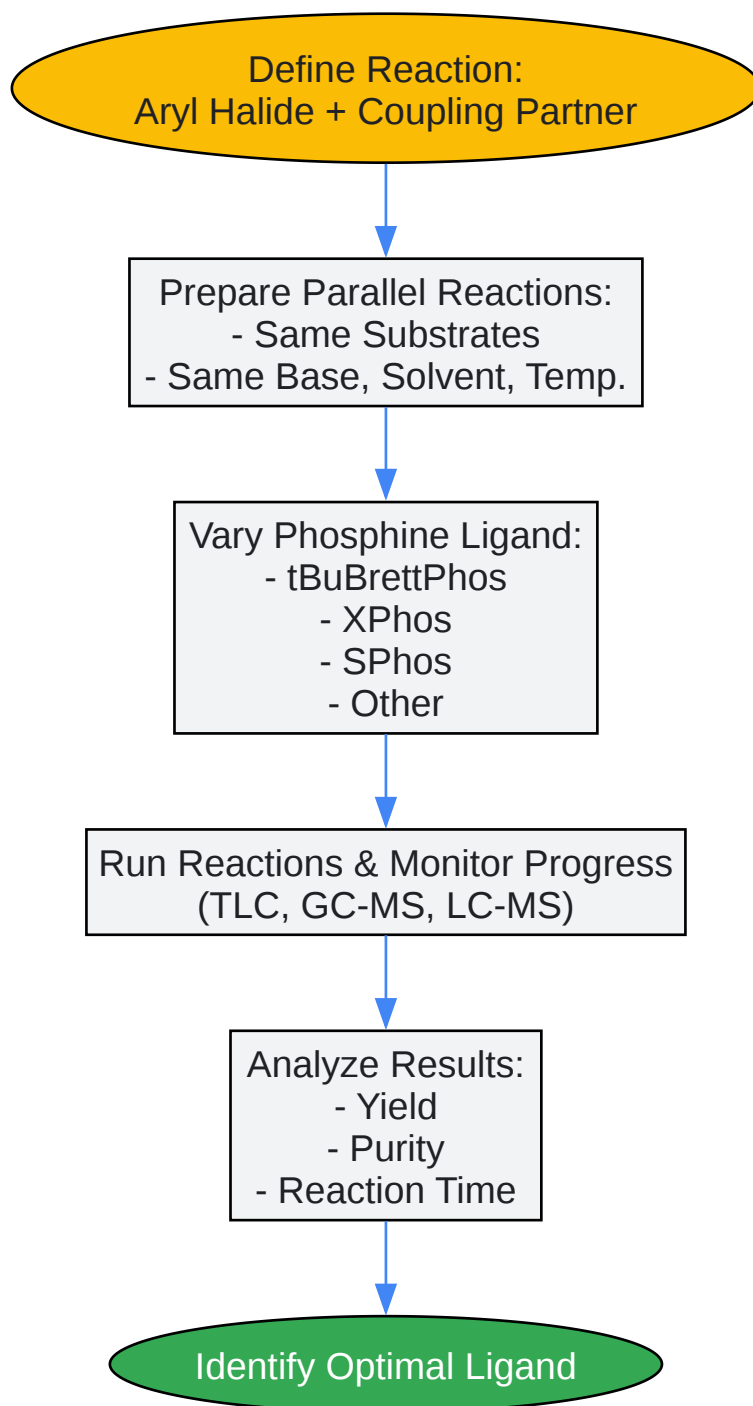 Define Reaction:
Aryl Halide + Coupling Partner
Prepare Parallel Reactions:
- Same Substrates
- Same Base, Solvent, Temp.
Vary Phosphine Ligand:
- tBuBrettPhos
- XPhos
- SPhos
- Other
Run Reactions & Monitor Progress
(TLC, GC-MS, LC-MS)
Analyze Results:
- Yield
- Purity
- Reaction Time
Identify Optimal Ligand